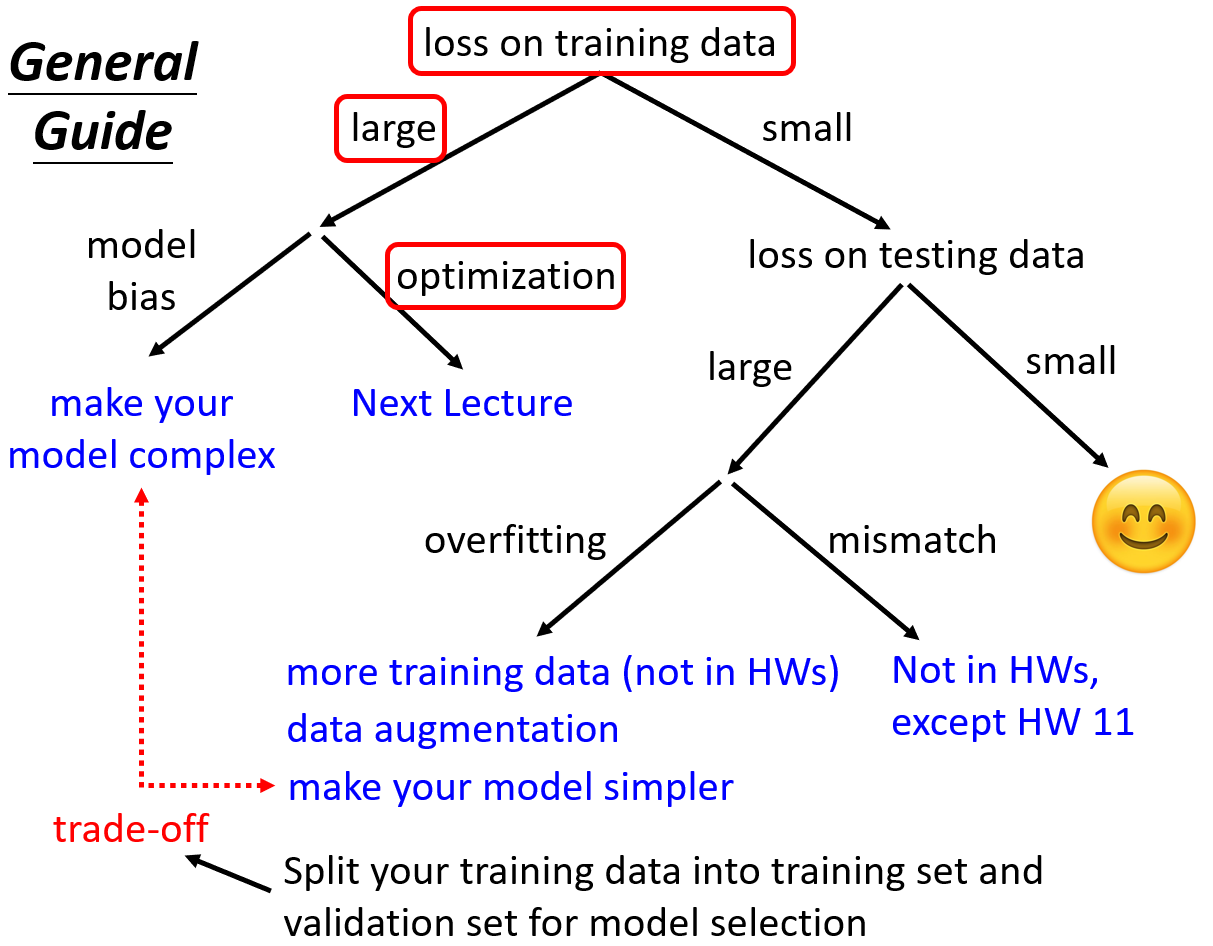 General
Guide
loss on training data
large
small
model
bias
optimization
loss on testing data
make your
model complex
Next Lecture
large
small
overfitting
mismatch
more training data (not in HWs)
data augmentation
make your model simpler
Not in HWs,
except HW 11
trade-off
Split your training data into training set and
validation set for model selection